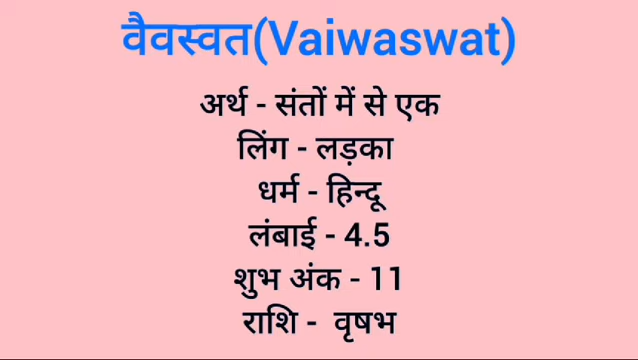 वैवस्वत(Vaiwaswat)
अर्थ - संतों में से एक
लिंग - लड़का
धर्म - हिन्दू
लंबाई - 4.5
शुभ अंक - 11
राशि - वृषभ